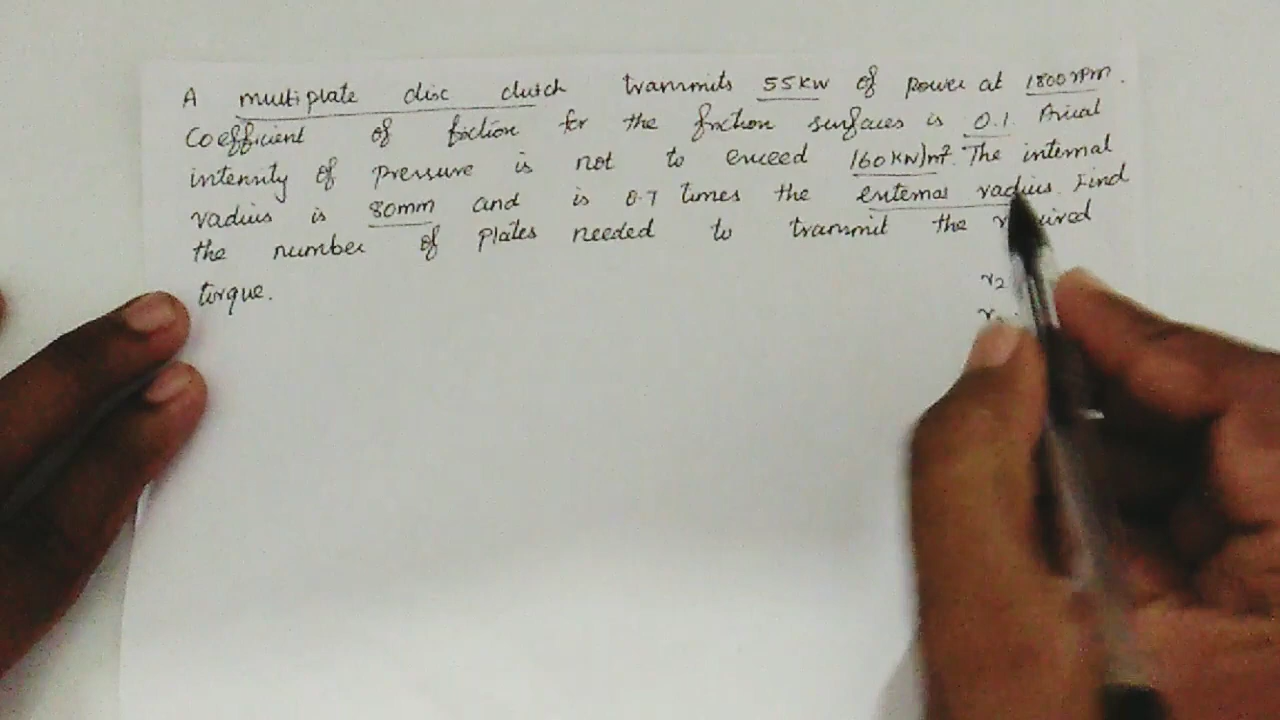 A multiplate disc clutch transmits 55kW of power at 1800rpm.
Coefficient of friction for the friction surfaces is 0.1. Axial
intensity of pressure is not to exceed 160kN/m². The internal
radius is 80mm and is 0.7 times the external radius. Find
the number of plates needed to transmit the
torque.
r2